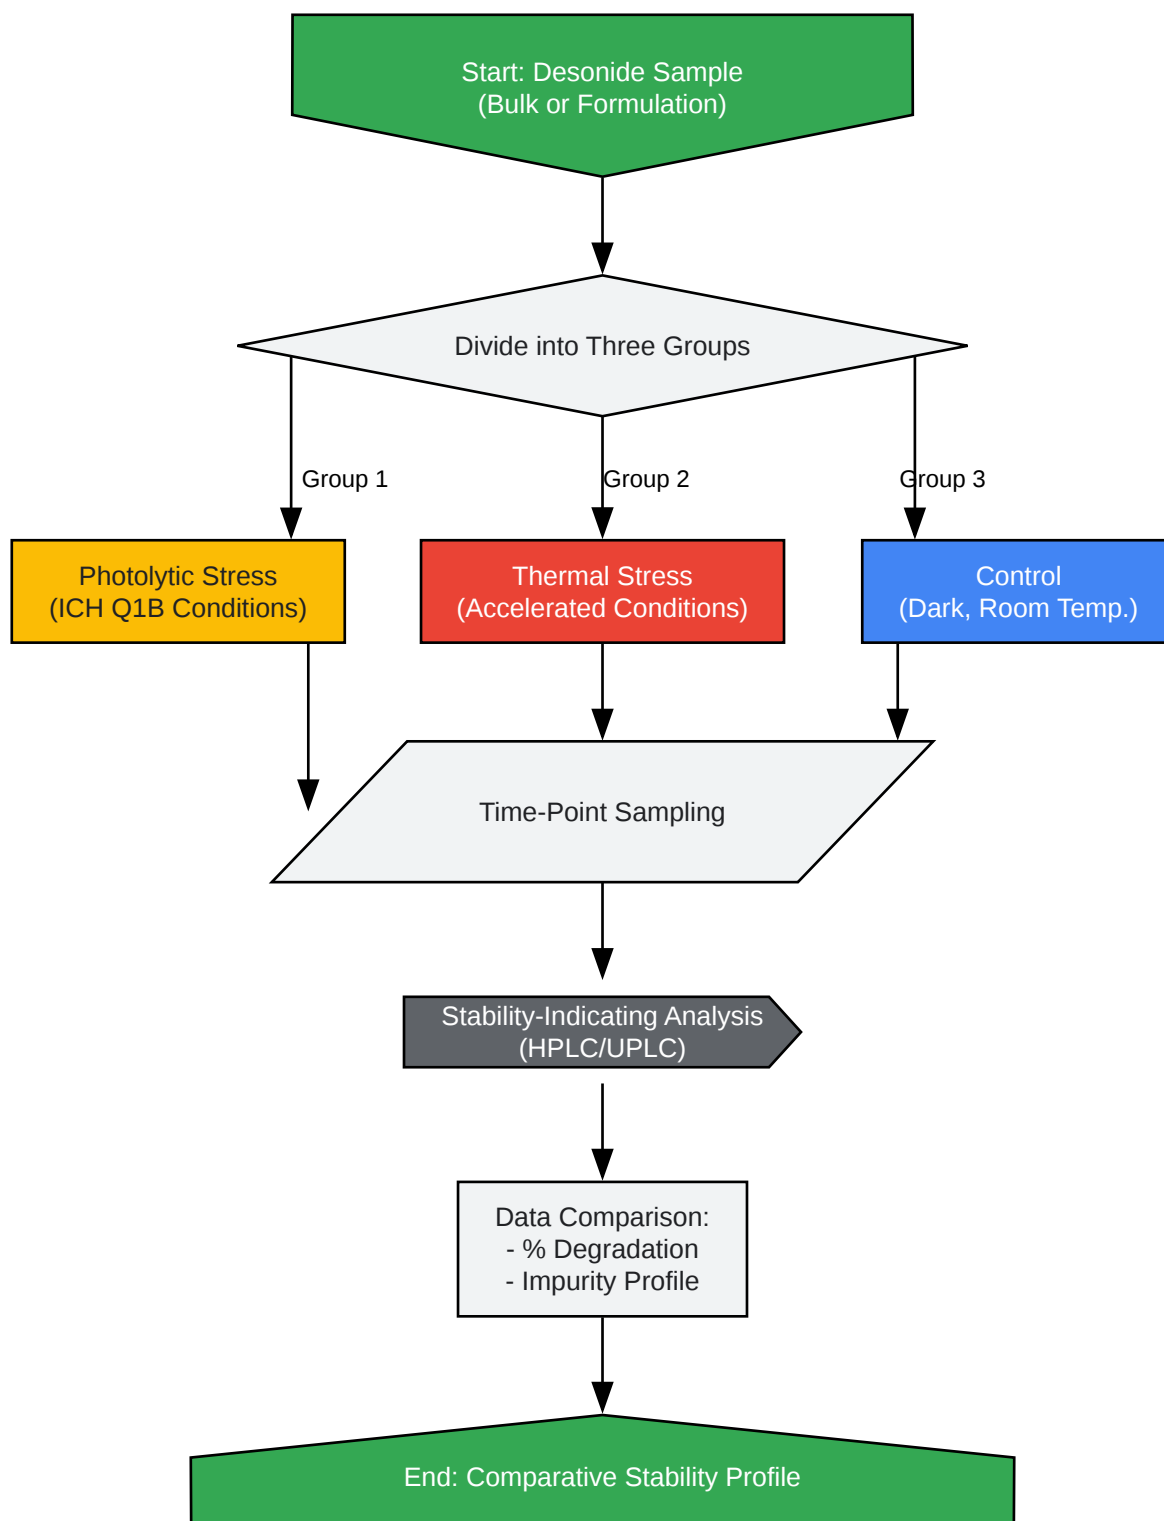 Start: Desonide Sample
(Bulk or Formulation)
Divide into Three Groups
Group 1
Group 2
Group 3
Photolytic Stress
(ICH Q1B Conditions)
Thermal Stress
(Accelerated Conditions)
Control
(Dark, Room Temp.)
Time-Point Sampling
Stability-Indicating Analysis
(HPLC/UPLC)
Data Comparison:
- % Degradation
- Impurity Profile
End: Comparative Stability Profile